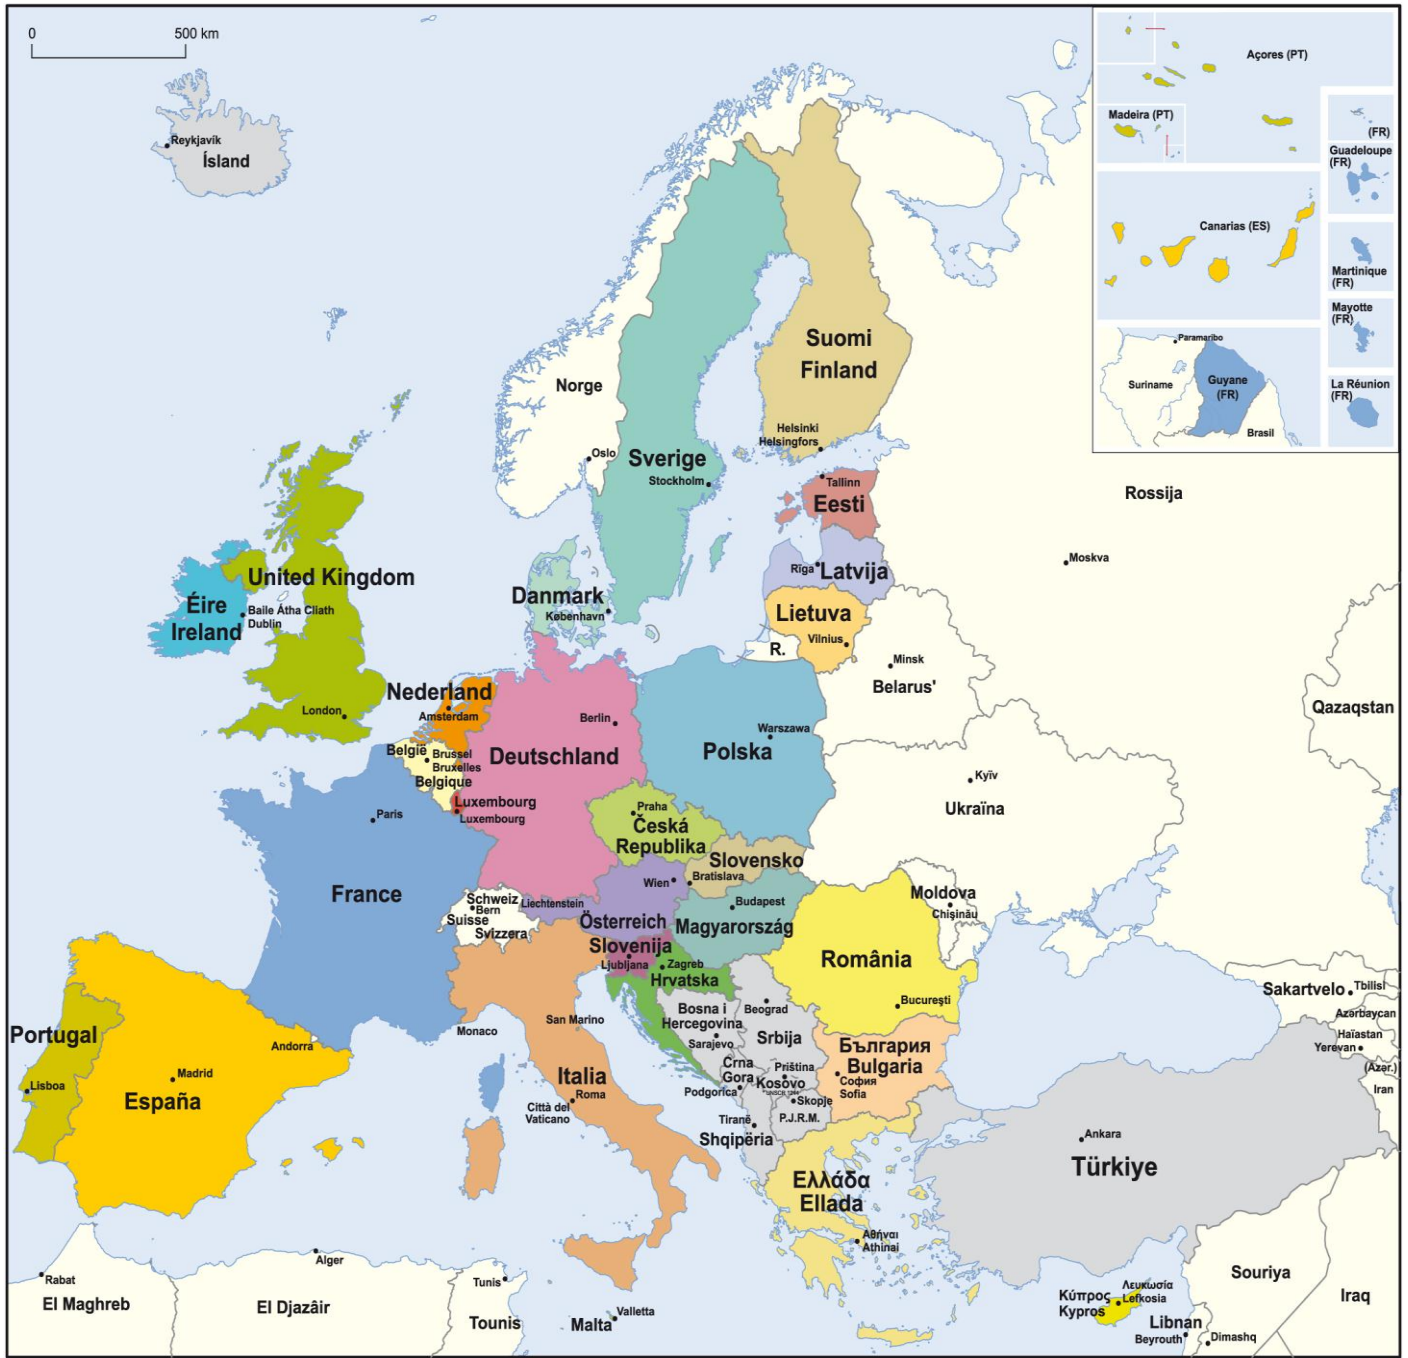 0
500 km
Reykjavík
Ísland
Açores (PT)
Madeira (PT)
(FR)
Guadeloupe
(FR)
Canarias (ES)
Martinique
(FR)
Mayotte
(FR)
Paramaribo
Suriname
Guyane
(FR)
La Réunion
(FR)
Brasil
Norge
Oslo
Sverige
Stockholm
Suomi
Finland
Helsinki
Helsingfors
Tallinn
Eesti
Rossija
Moskva
Rīga
Latvija
Lietuva
Vilnius
R.
Minsk
Belarus'
Qazaqstan
United Kingdom
Éire
Ireland
Baile Átha Cliath
Dublin
London
Danmark
København
Nederland
Amsterdam
België
Brussel
Bruxelles
Belgique
Luxembourg
Luxembourg
Berlin
Deutschland
Warszawa
Polska
Kyïv
Ukraïna
Paris
France
Praha
Česká
Republika
Slovensko
Bratislava
Wien
Österreich
Liechtenstein
Schweiz
Bern
Suisse
Svizzera
Budapest
Magyarország
Moldova
Chişinău
România
Bucureşti
Slovenija
Ljubljana
Zagreb
Hrvatska
Bosna i
Hercegovina
Sarajevo
Beograd
Srbija
Crna
Gora
Podgorica
Priština
Kosovo
UNSCR 1244
Skopje
P.J.R.M.
Tiranë
Shqipëria
България
Bulgaria
София
Sofia
Ελλάδα
Ellada
Αθήναι
Athinai
Portugal
Lisboa
Madrid
España
Andorra
Monaco
San Marino
Italia
Roma
Città del
Vaticano
Sakartvelo
Tbilisi
Azərbaycan
Haïastan
Yerevan
(Azər.)
Iran
Ankara
Türkiye
Souriya
Iraq
Κύπρος
Kypros
Λευκωσία
Lefkosia
Libnan
Beyrouth
Dimashq
Rabat
El Maghreb
Alger
El Djazâir
Tunis
Tounis
Malta
Valletta